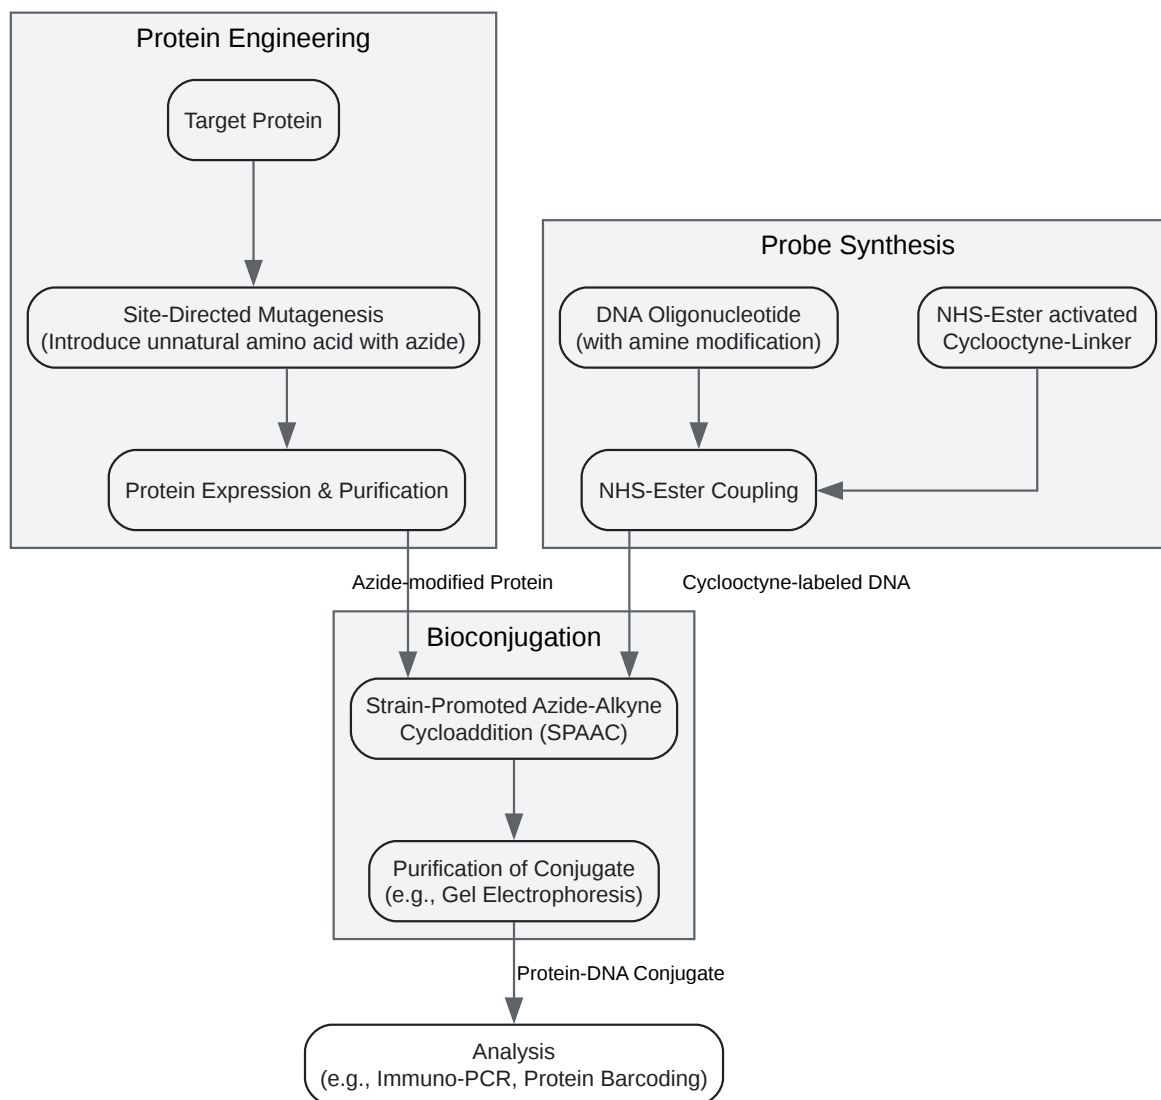 Protein Engineering
Target Protein
Site-Directed Mutagenesis
(Introduce unnatural amino acid with azide)
Protein Expression & Purification
Probe Synthesis
DNA Oligonucleotide
(with amine modification)
NHS-Ester activated
Cyclooctyne-Linker
NHS-Ester Coupling
Azide-modified Protein
Cyclooctyne-labeled DNA
Bioconjugation
Strain-Promoted Azide-Alkyne
Cycloaddition (SPAAC)
Purification of Conjugate
(e.g., Gel Electrophoresis)
Protein-DNA Conjugate
Analysis
(e.g., Immuno-PCR, Protein Barcoding)